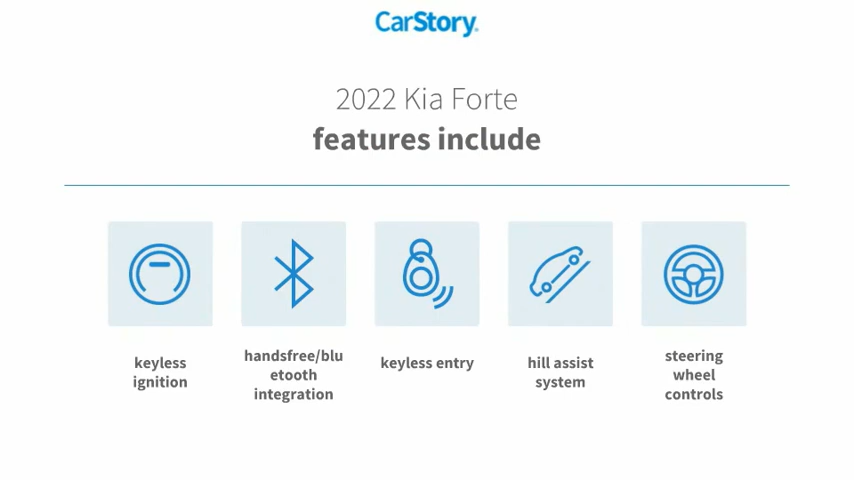 CarStory
2022 Kia Forte
features include
keyless
ignition
handsfree/blu
etooth
integration
keyless entry
hill assist
system
steering
wheel
controls